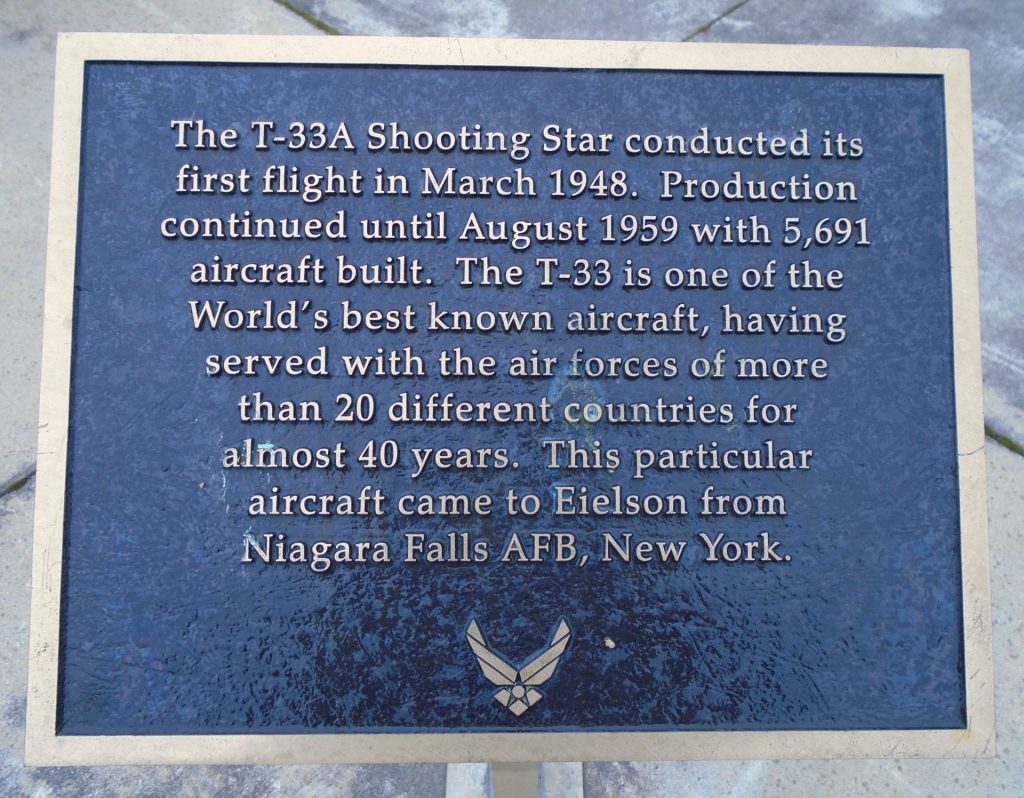 The T-33A Shooting Star conducted its
first flight in March 1948.  Production
continued until August 1959 with 5,691
aircraft built.  The T-33 is one of the
World's best known aircraft, having
served with the air forces of more
than 20 different countries for
almost 40 years.  This particular
aircraft came to Eielson from
Niagara Falls AFB, New York.